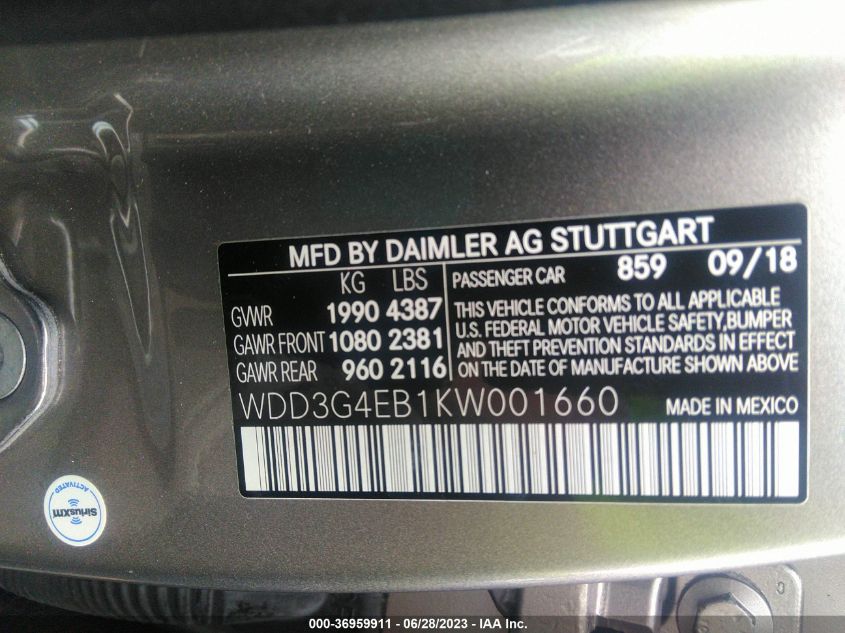 MFD BY DAIMLER AG STUTTGART
KG LBS
GVWR 1990 4387
GAWR FRONT 1080 2381
GAWR REAR 960 2116
PASSENGER CAR 859 09/18
THIS VEHICLE CONFORMS TO ALL APPLICABLE
U.S. FEDERAL MOTOR VEHICLE SAFETY,BUMPER
AND THEFT PREVENTION STANDARDS IN EFFECT
ON THE DATE OF MANUFACTURE SHOWN ABOVE
WDD3G4EB1KW001660 MADE IN MEXICO
SiriusXM
ACTIVATED
000-36959911 - 06/28/2023 - IAA Inc.